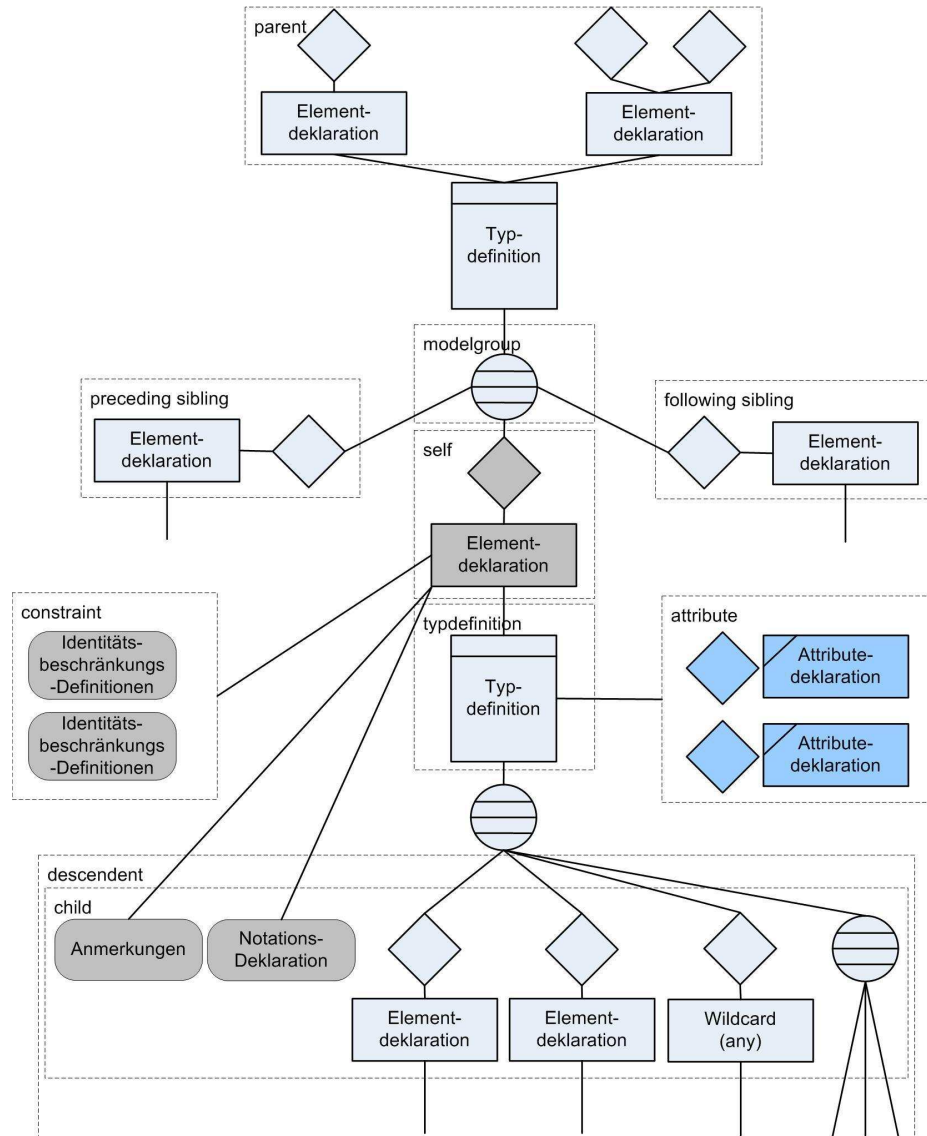 parent
Element-
deklaration
Element-
deklaration
Typ-
definition
modelgroup
preceding sibling
Element-
deklaration
following sibling
Element-
deklaration
self
Element-
deklaration
constraint
Identitäts-
beschränkungs
-Definitionen
Identitäts-
beschränkungs
-Definitionen
typdefinition
Typ-
definition
attribute
Attribute-
deklaration
Attribute-
deklaration
descendent
child
Anmerkungen
Notations-
Deklaration
Element-
deklaration
Element-
deklaration
Wildcard
(any)